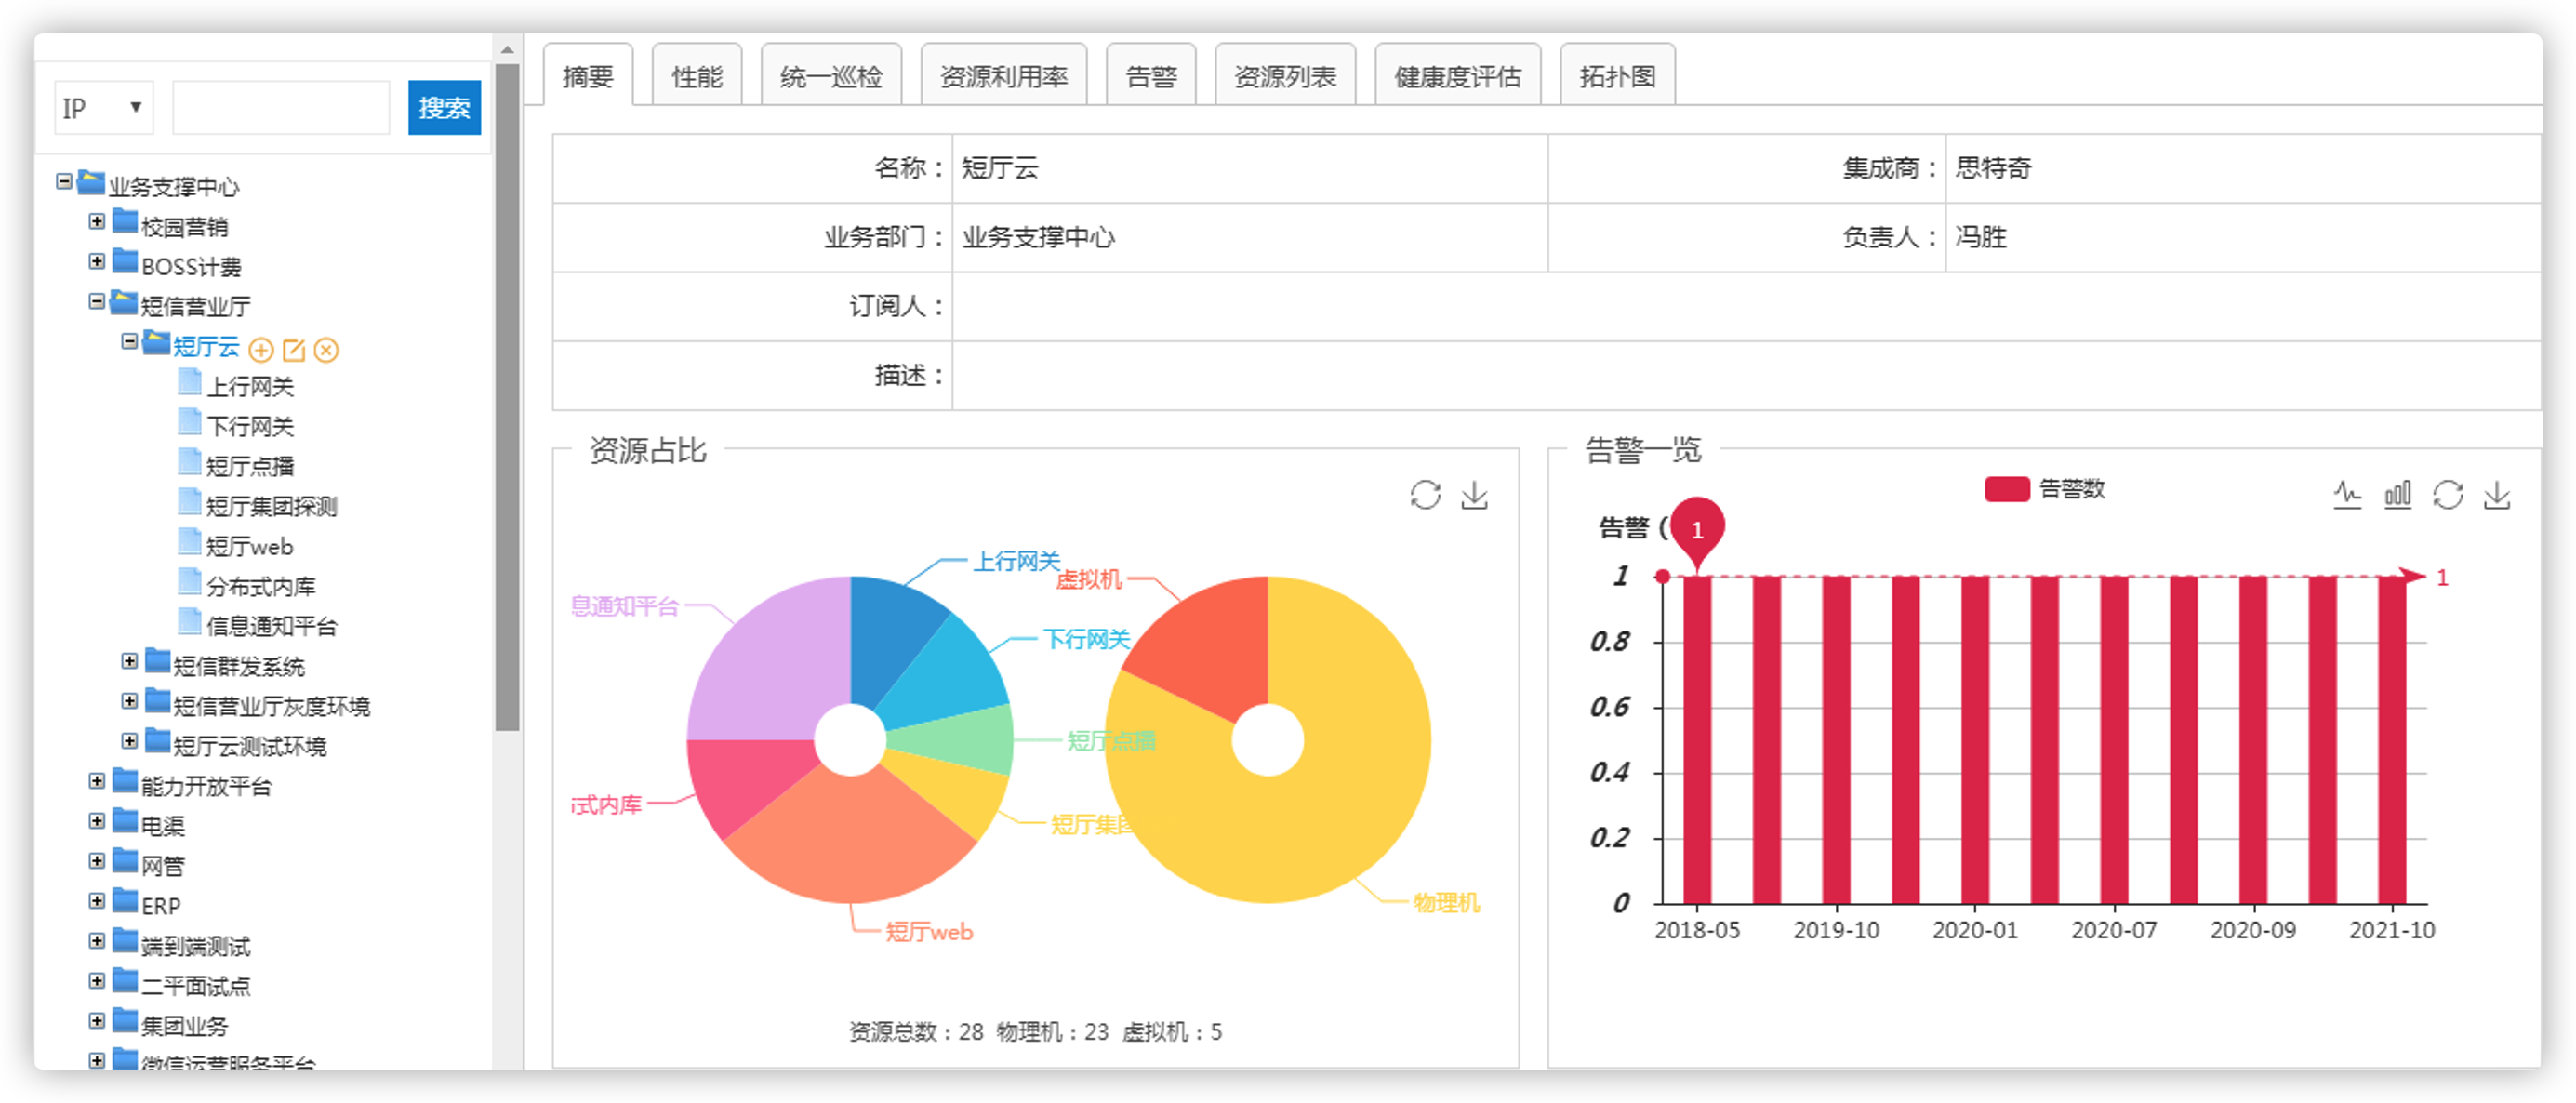 IP
搜索
业务支撑中心
校园营销
BOSS计费
短信营业厅
短厅云
上行网关
下行网关
短厅点播
短厅集团探测
短厅web
分布式内库
信息通知平台
短信群发系统
短信营业厅灰度环境
短厅云测试环境
能力开放平台
电渠
网管
ERP
端到端测试
二平面试点
集团业务
微信运营服务平台
摘要 性能 统一巡检 资源利用率 告警 资源列表 健康度评估 拓扑图
名称： 短厅云 集成商： 思特奇
业务部门： 业务支撑中心 负责人： 冯胜
订阅人：
描述：
资源占比
上行网关
虚拟机
息通知平台
下行网关
短厅点播
式内库
短厅集团
物理机
短厅web
资源总数：28 物理机：23 虚拟机：5
告警一览
告警数
告警（
1
1 1
0.8
0.6
0.4
0.2
0
2018-05 2019-10 2020-01 2020-07 2020-09 2021-10